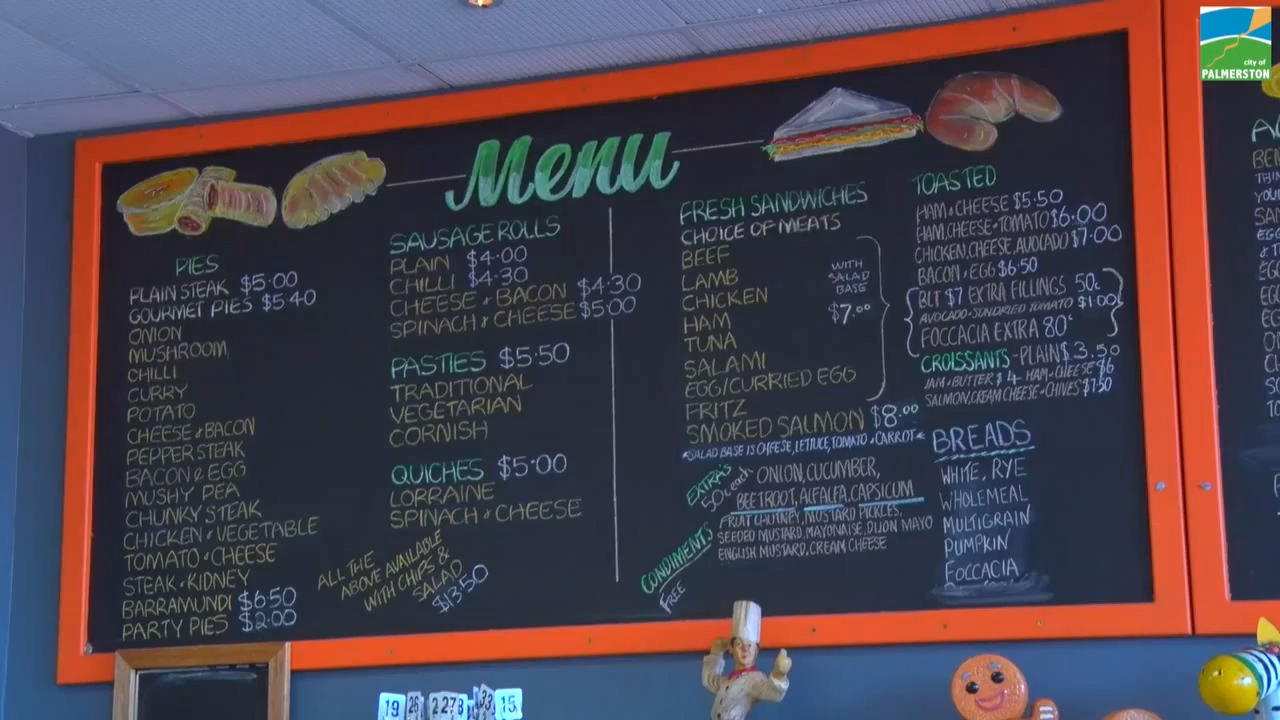 city of
PALMERSTON
Menu
PIES
PLAIN STEAK $5.00
GOURMET PIES $5.40
ONION
MUSHROOM
CHILLI
CURRY
POTATO
CHEESE & BACON
PEPPER STEAK
BACON & EGG
MUSHY PEA
CHUNKY STEAK
CHICKEN & VEGETABLE
TOMATO & CHEESE
STEAK & KIDNEY
BARRAMUNDI $6.50
PARTY PIES $2.00
SAUSAGE ROLLS
PLAIN $4.00
CHILLI $4.30
CHEESE & BACON $4.30
SPINACH & CHEESE $5.00
PASTIES $5.50
TRADITIONAL
VEGETARIAN
CORNISH
QUICHES $5.00
LORRAINE
SPINACH & CHEESE
ALL THE
ABOVE AVAILABLE
WITH CHIPS &
SALAD
$13.50
FRESH SANDWICHES
CHOICE OF MEATS
BEEF
LAMB
CHICKEN
HAM
TUNA
SALAMI
EGG/CURRIED EGG
FRITZ
WITH
SALAD
BASE
$7.00
SMOKED SALMON $8.00
*SALAD BASE IS CHEESE, LETTUCE, TOMATO & CARROT*
EXTRA'S
50c each
ONION, CUCUMBER,
BEETROOT, ALFALFA, CAPSICUM
CONDIMENTS
FREE
FRUIT CHUTNEY, MUSTARD PICKLES,
SEEDED MUSTARD, MAYONAISE, DIJON MAYO
ENGLISH MUSTARD, CREAM CHEESE
TOASTED
HAM & CHEESE $5.50
HAM, CHEESE & TOMATO $6.00
CHICKEN, CHEESE, AVOCADO $7.00
BACON & EGG $6.50
BLT $7 EXTRA FILLINGS 50c
AVOCADO & SUNDRIED TOMATO $1.00
FOCCACIA EXTRA 80c
CROISSANTS - PLAIN $3.50
JAM & BUTTER $4 HAM & CHEESE $6
SALMON, CREAM CHEESE & CHIVES $7.50
BREADS
WHITE, RYE
WHOLEMEAL
MULTIGRAIN
PUMPKIN
FOCCACIA
19 26 33 15